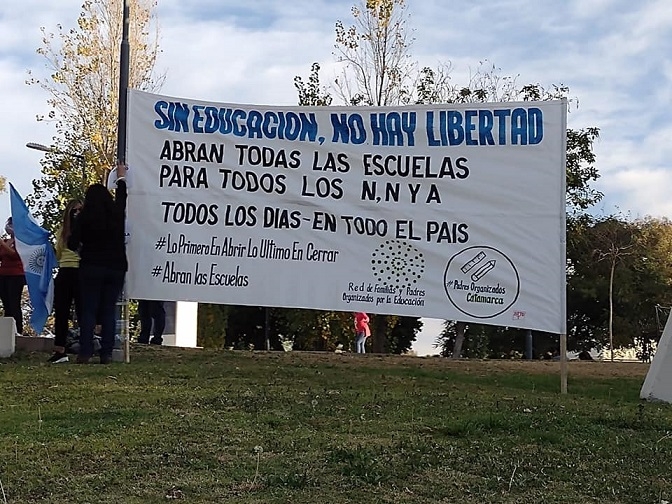 SIN EDUCACION, NO HAY LIBERTAD
ABRAN TODAS LAS ESCUELAS
PARA TODOS LOS N,NYA
TODOS LOS DIAS-EN TODO EL PAIS
# Lo Primero En Abrir Lo Ultimo En Cerrar
# Abran las Escuelas
Red de Familias y Padres
Organizados por la Educación
#Padres Organizados
Catamarca